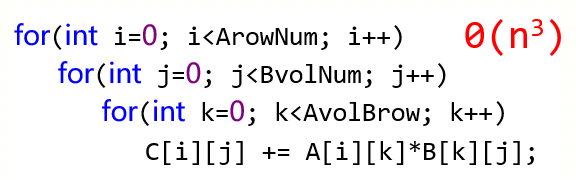 for(int i=0; i<ArowNum; i++) O(n³)
for(int j=0; j<BvolNum; j++)
for(int k=0; k<AvolBrow; k++)
C[i][j] += A[i][k]*B[k][j];